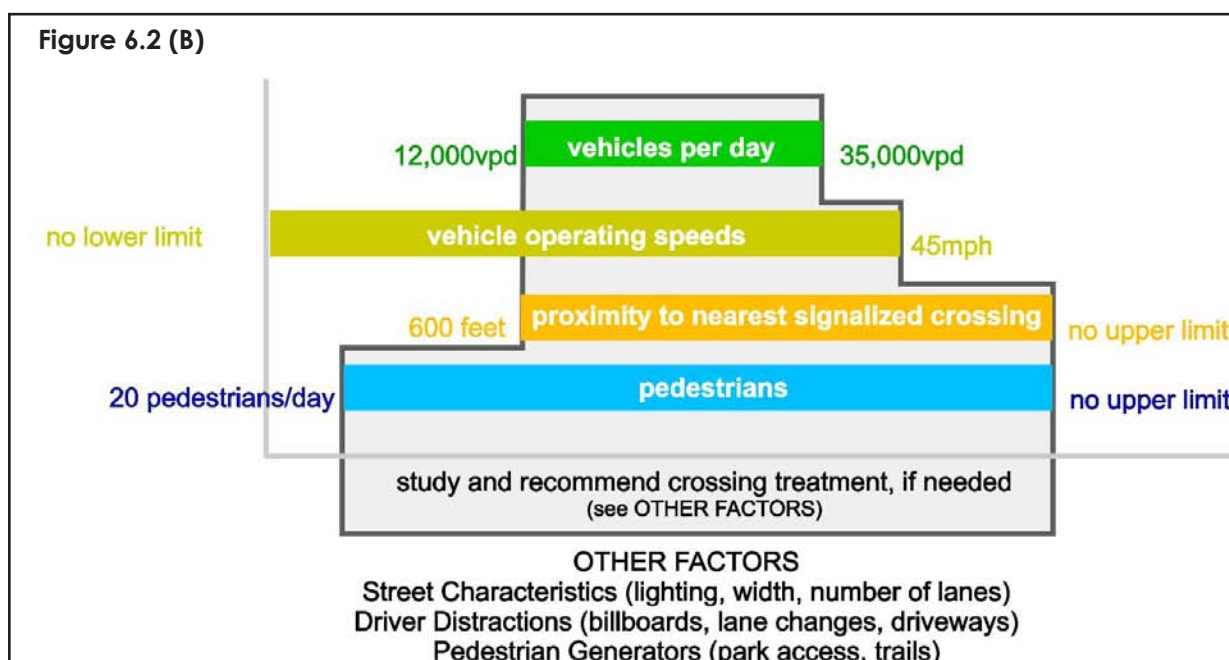 Figure 6.2 (B)
12,000vpd vehicles per day 35,000vpd
no lower limit vehicle operating speeds 45mph
600 feet proximity to nearest signalized crossing no upper limit
20 pedestrians/day pedestrians no upper limit
study and recommend crossing treatment, if needed
(see OTHER FACTORS)
OTHER FACTORS
Street Characteristics (lighting, width, number of lanes)
Driver Distractions (billboards, lane changes, driveways)
Pedestrian Generators (park access, trails)